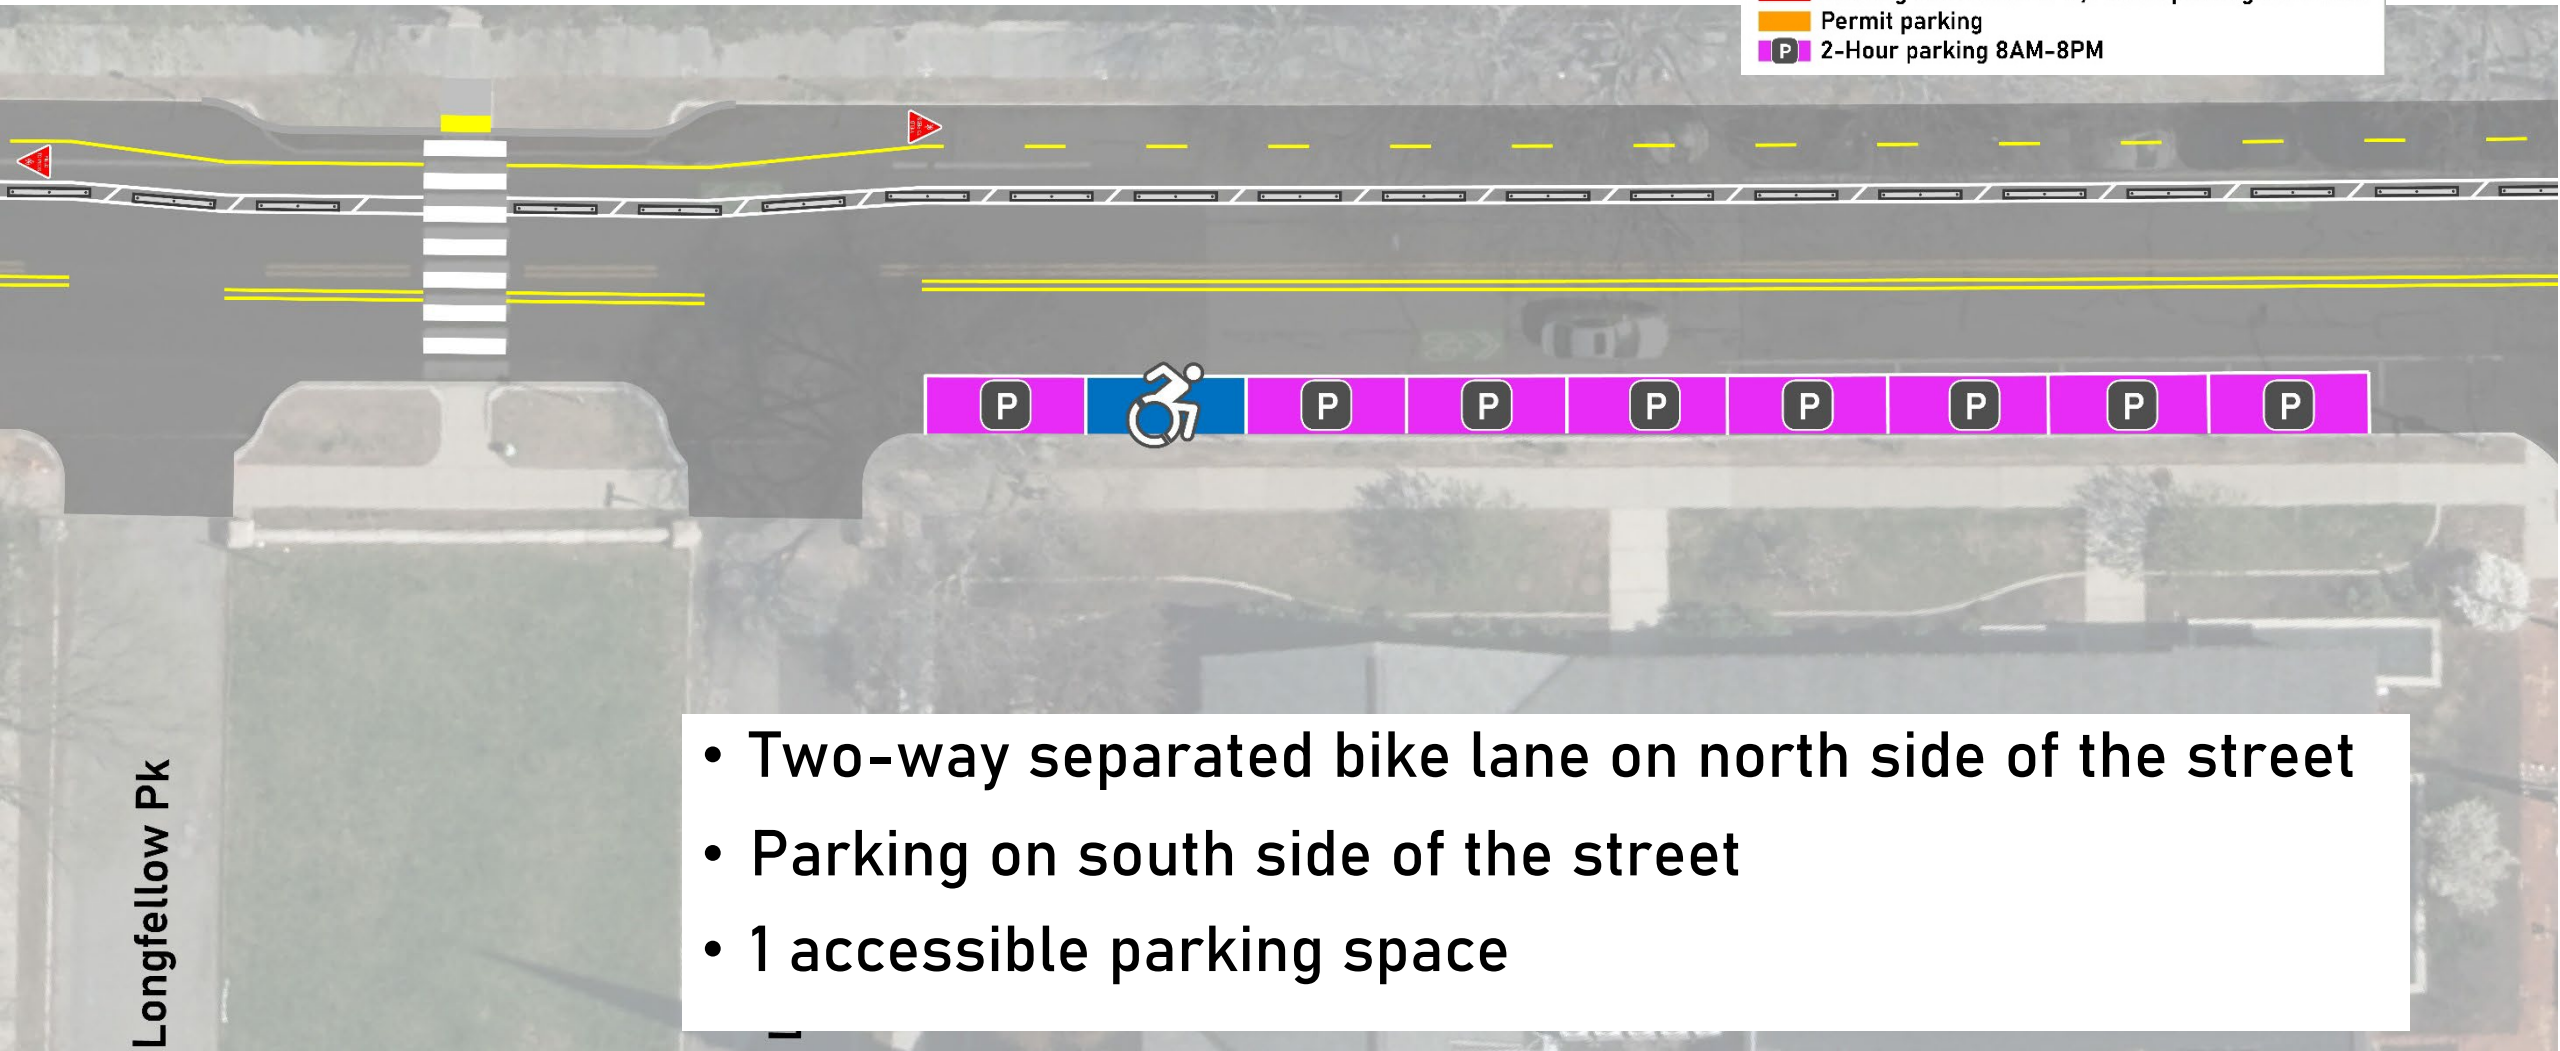 Permit parking
P 2-Hour parking 8AM-8PM
P P P P P P P P
• Two-way separated bike lane on north side of the street
• Parking on south side of the street
• 1 accessible parking space
Longfellow Pk